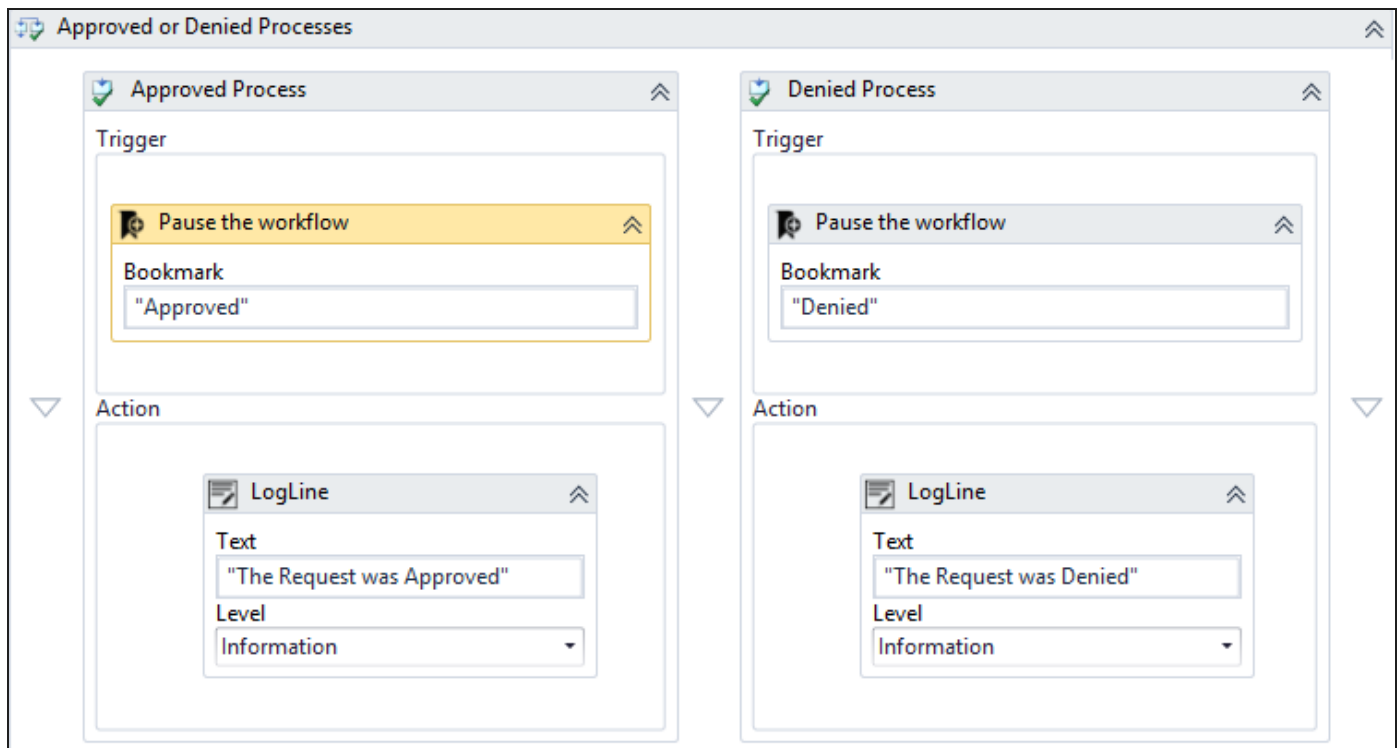 Approved or Denied Processes
Approved Process
Trigger
Pause the workflow
Bookmark
"Approved"
Action
LogLine
Text
"The Request was Approved"
Level
Information
Denied Process
Trigger
Pause the workflow
Bookmark
"Denied"
Action
LogLine
Text
"The Request was Denied"
Level
Information